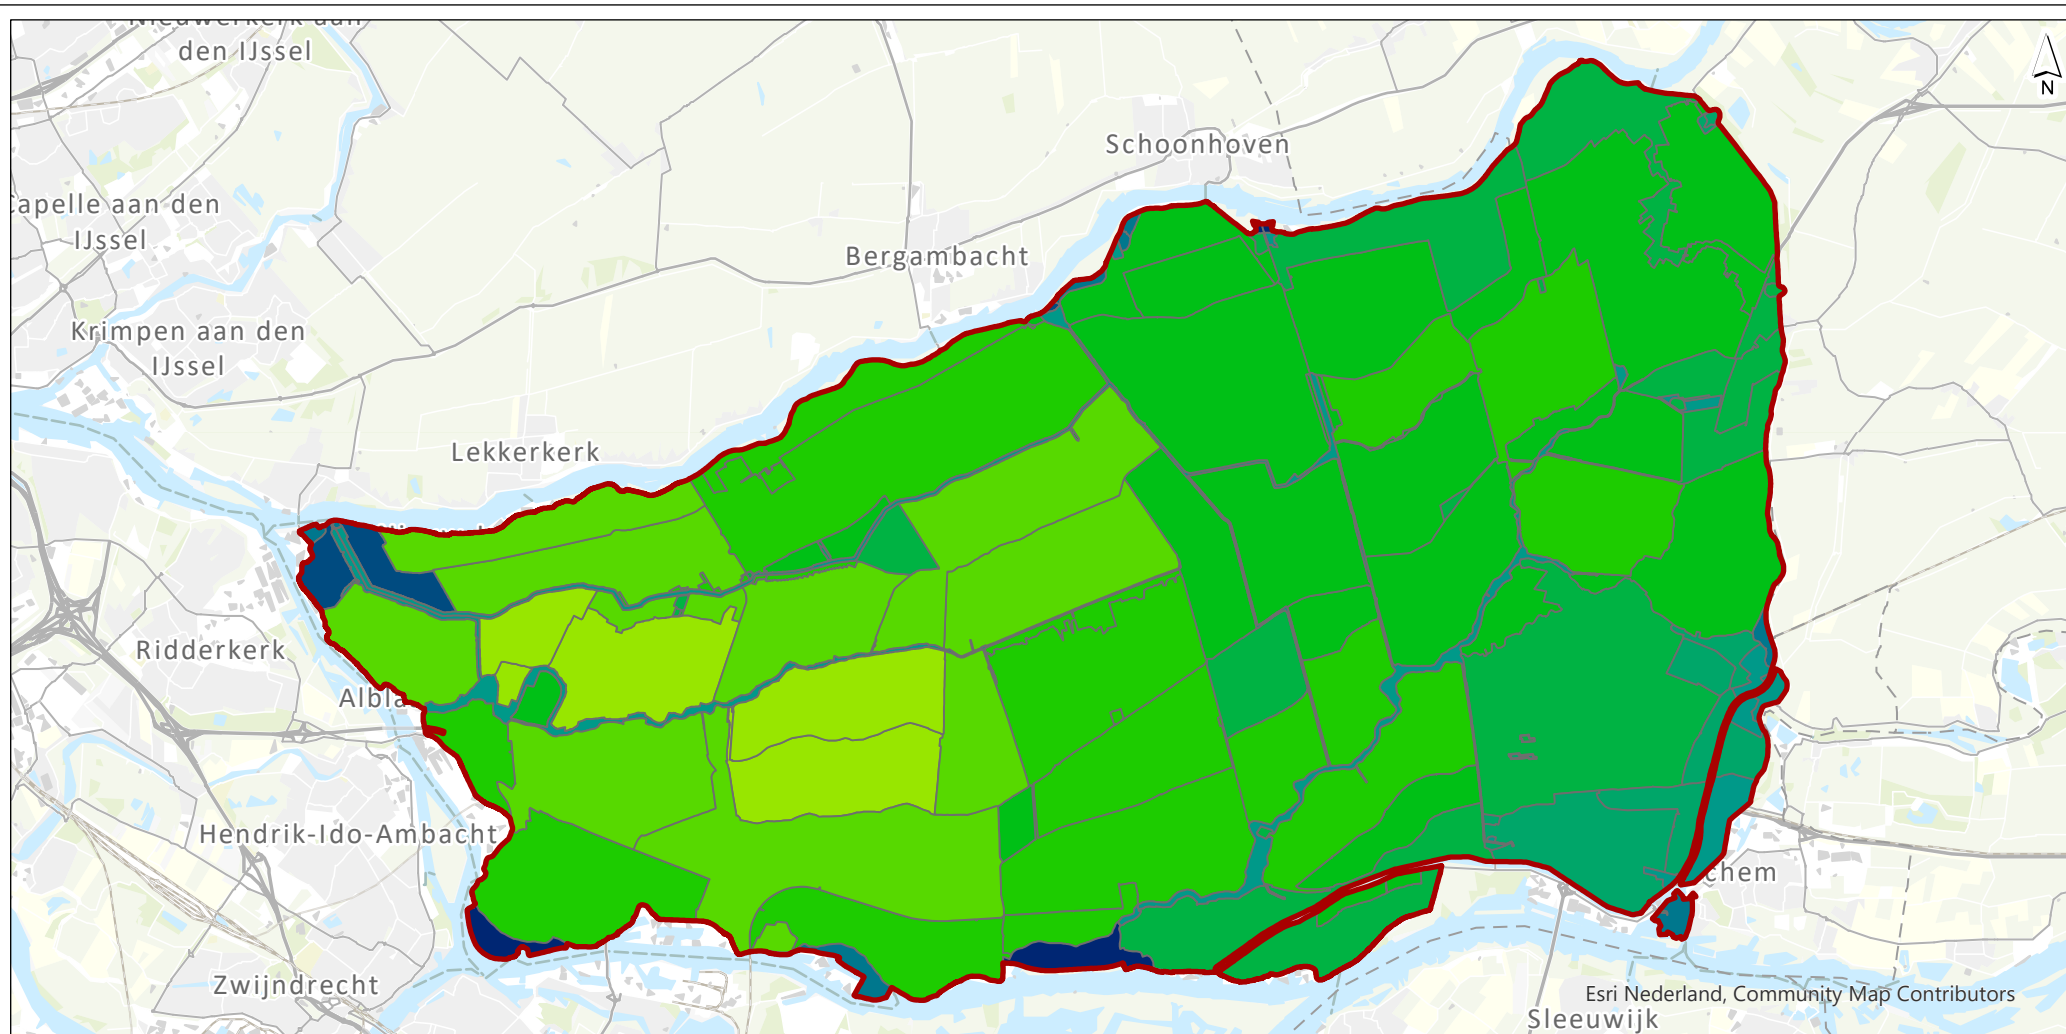 den IJssel
N
Schoonhoven
apelle aan den
IJssel
Bergambacht
Krimpen aan den
IJssel
Lekkerkerk
Ridderkerk
Albla
Hendrik-Ido-Ambacht
chem
Zwijndrecht
Esri Nederland, Community Map Contributors
Sleeuwijk